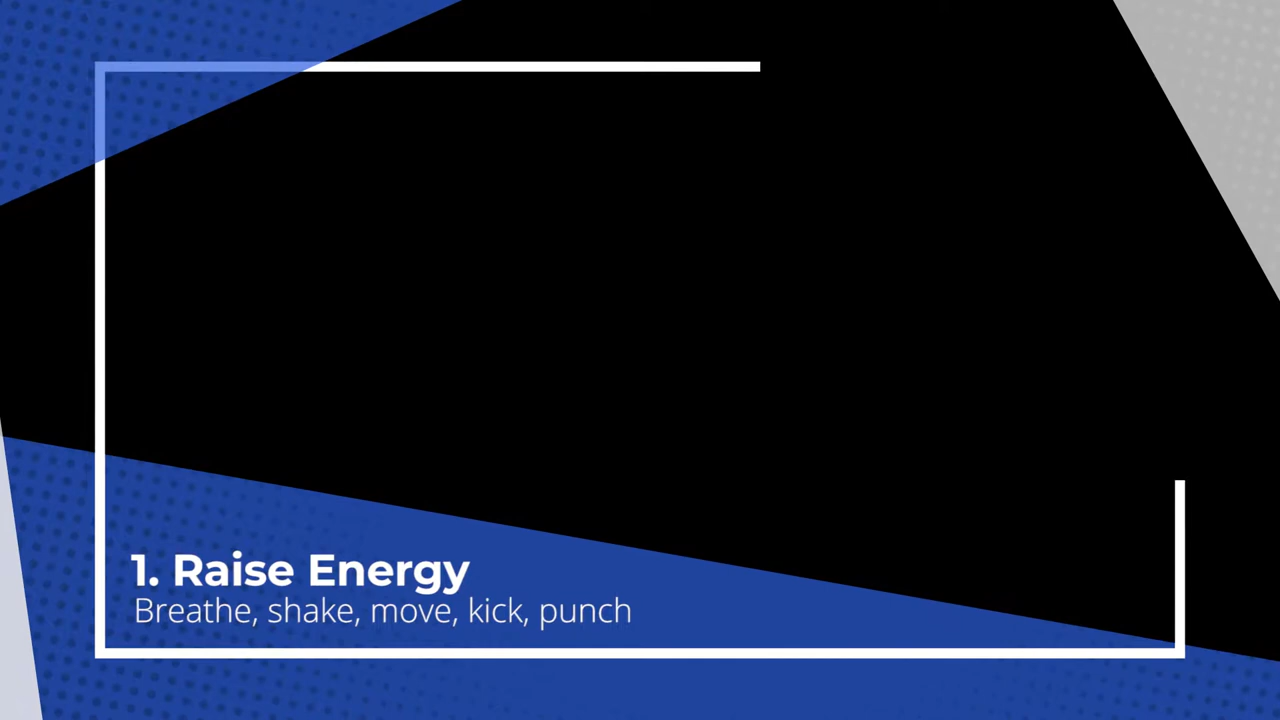 1. Raise Energy
Breathe, shake, move, kick, punch